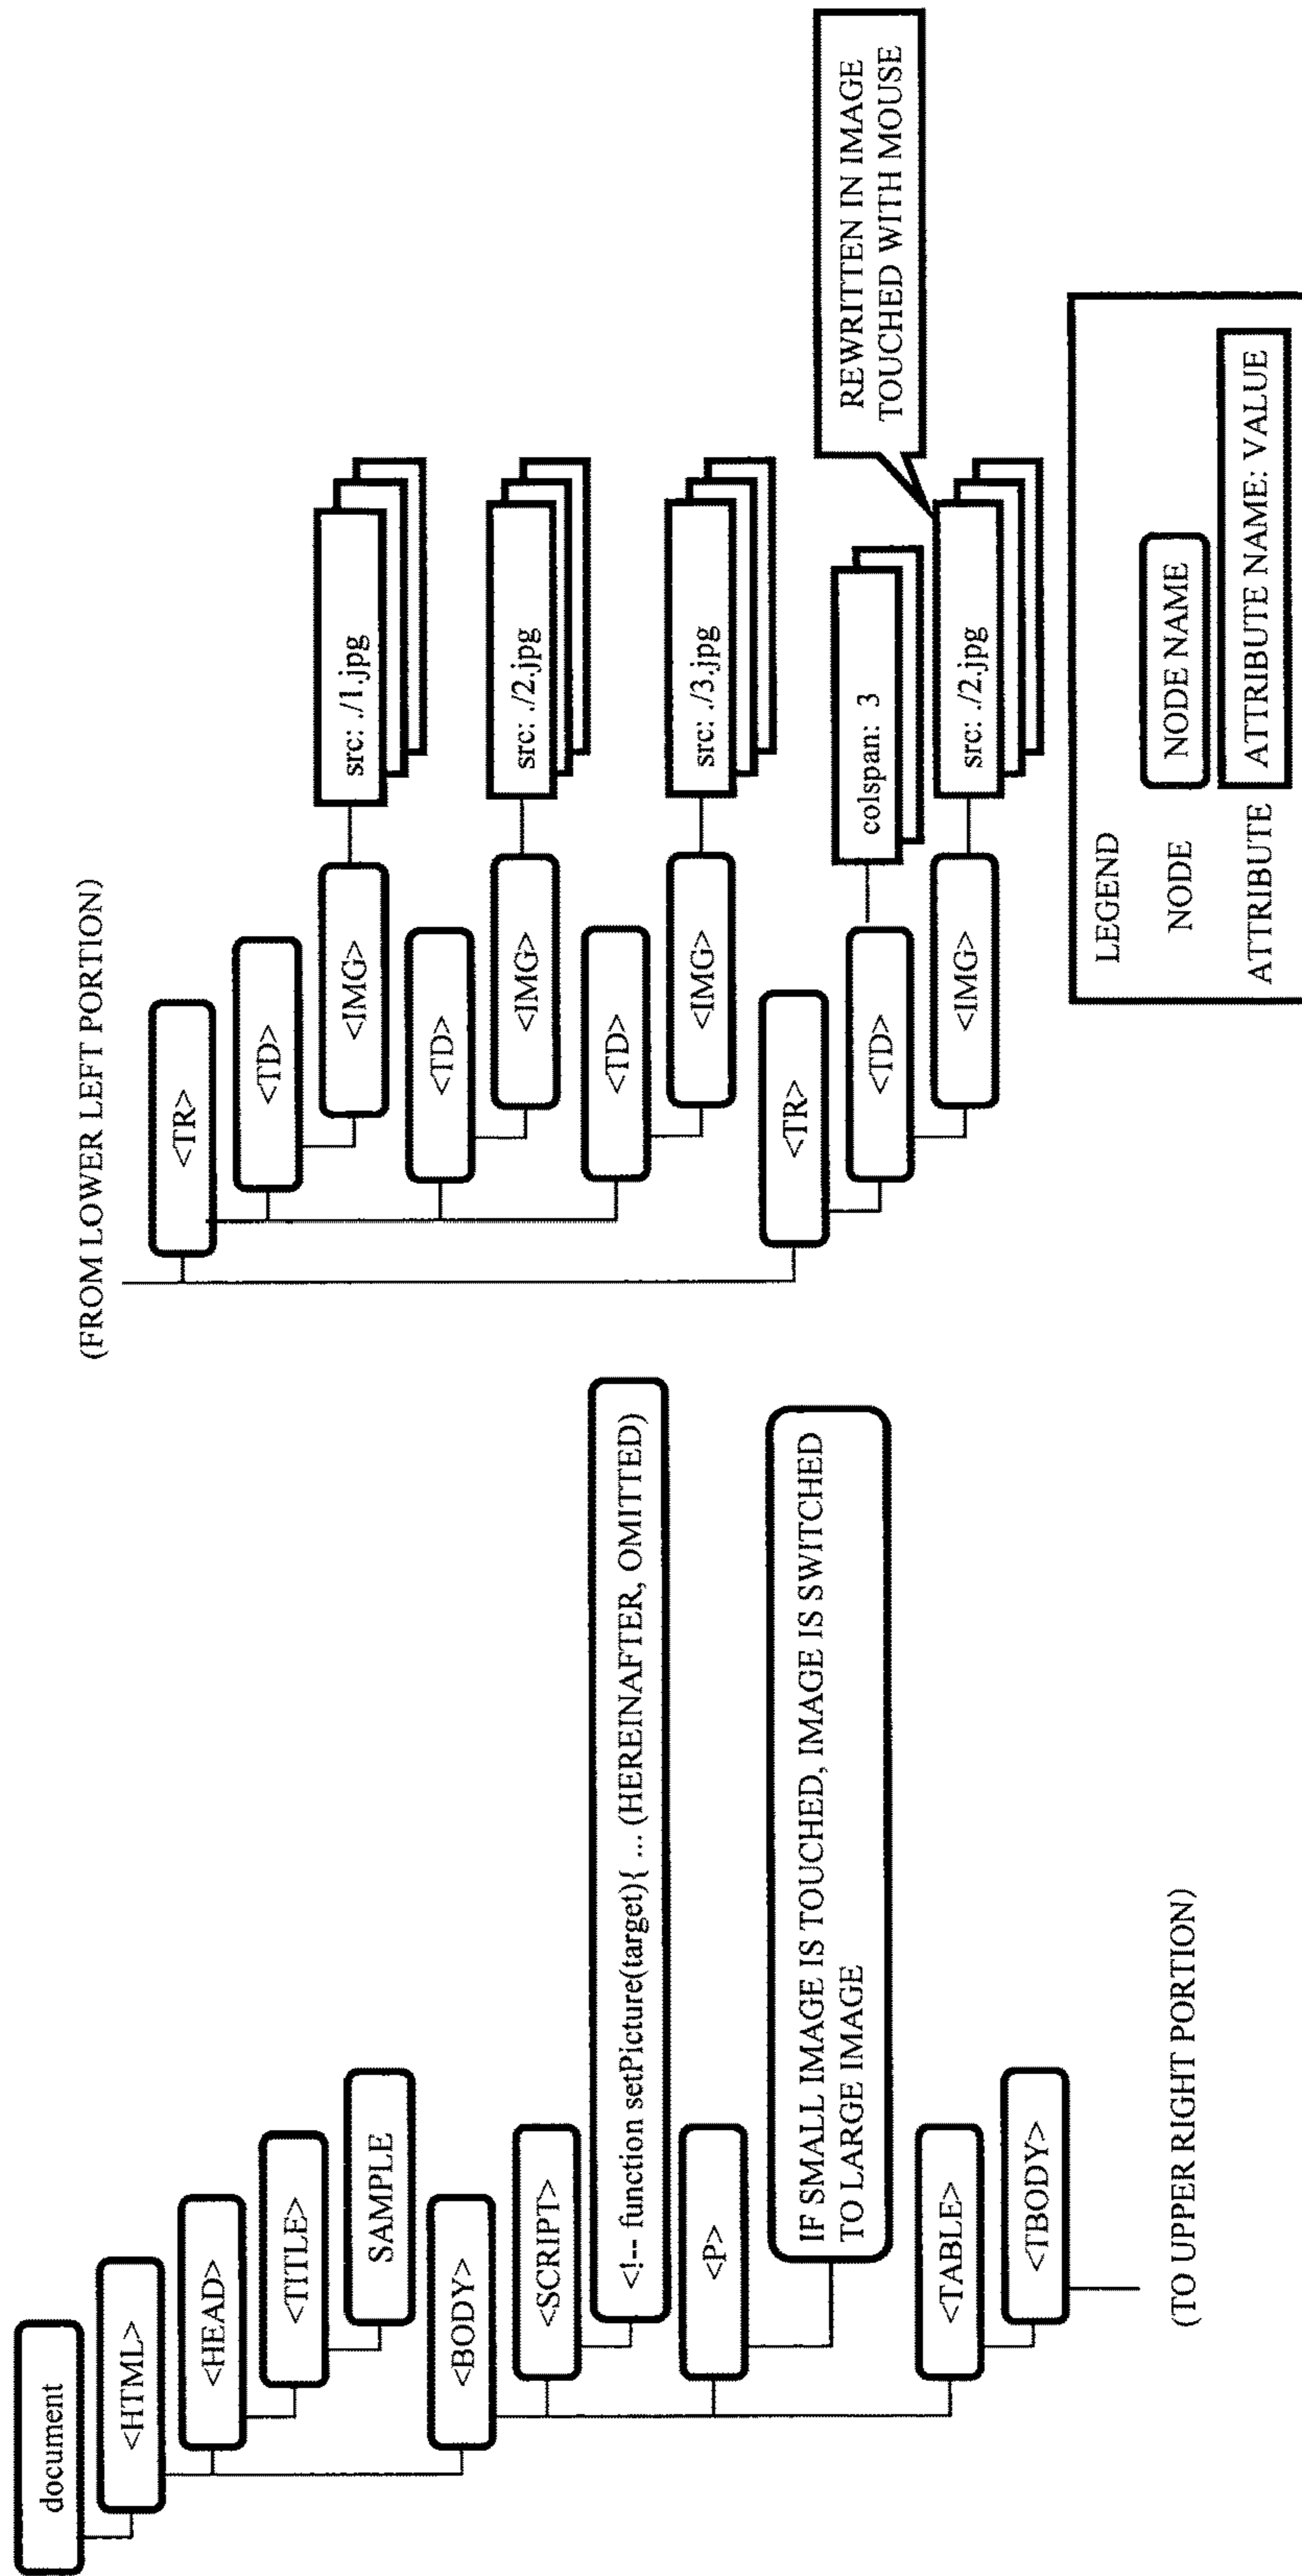 document
<HTML>
<HEAD>
<TITLE>
SAMPLE
<BODY>
<SCRIPT>
<!-- function setPicture(target){ ... (HEREINAFTER, OMITTED)
<P>
IF SMALL IMAGE IS TOUCHED, IMAGE IS SWITCHED
TO LARGE IMAGE
<TABLE>
<TBODY>
(TO UPPER RIGHT PORTION)
(FROM LOWER LEFT PORTION)
<TR>
<TD>
<IMG>
src: ./1.jpg
<TD>
<IMG>
src: ./2.jpg
<TD>
<IMG>
src: ./3.jpg
<TR>
<TD>
colspan: 3
<IMG>
src: ./2.jpg
REWRITTEN IN IMAGE
TOUCHED WITH MOUSE
LEGEND
NODE
NODE NAME
ATTRIBUTE
ATTRIBUTE NAME: VALUE